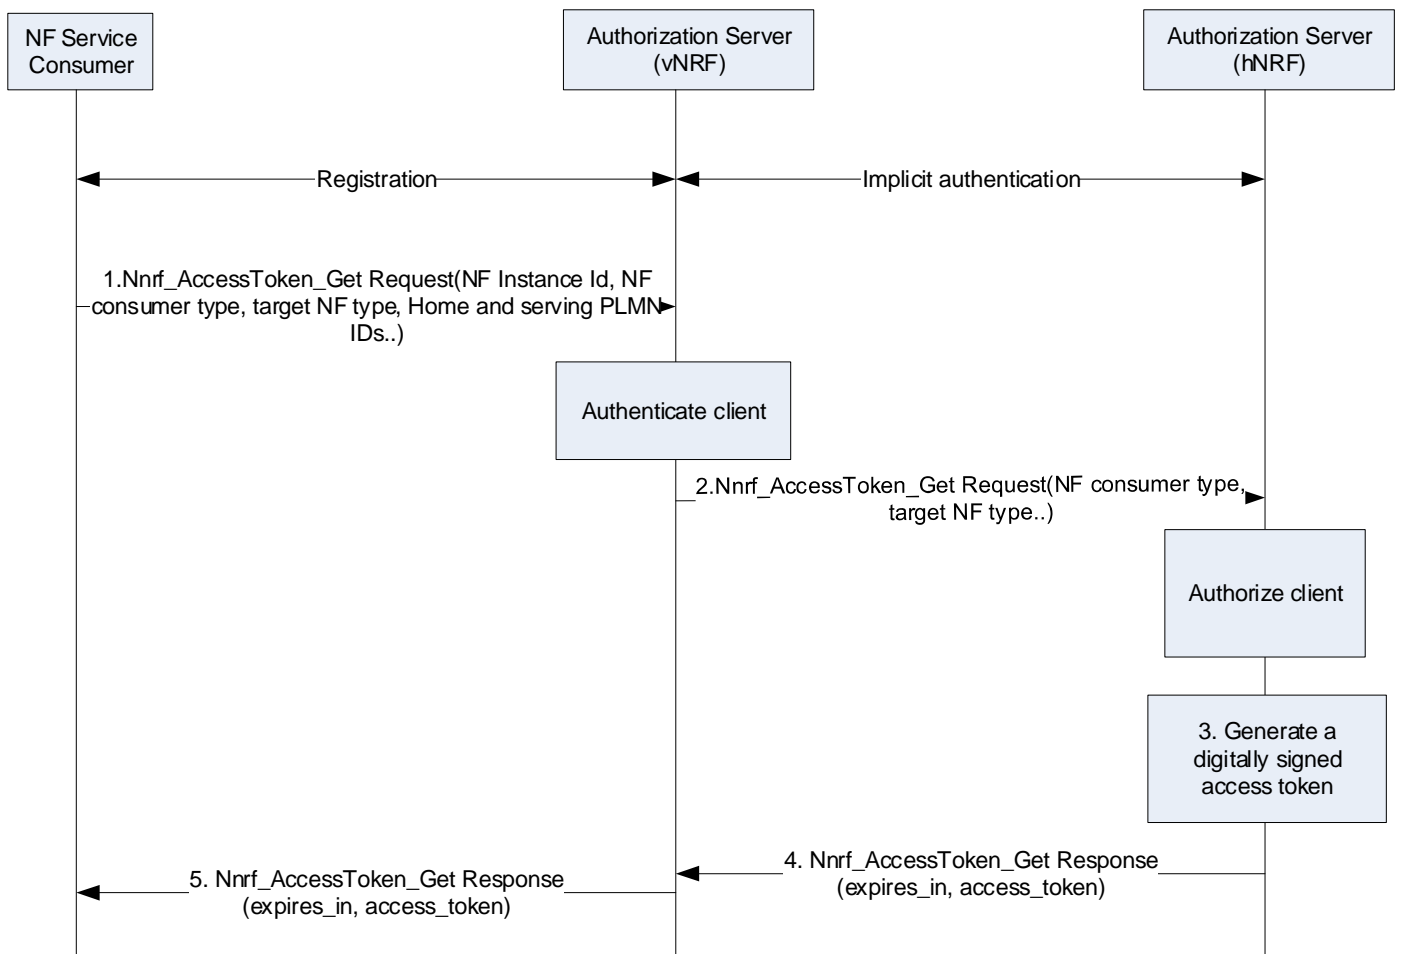 NF Service
Consumer
Authorization Server
(vNRF)
Authorization Server
(hNRF)
Registration
Implicit authentication
1.Nnrf_AccessToken_Get Request(NF Instance Id, NF
consumer type, target NF type, Home and serving PLMN
IDs..)
Authenticate client
2.Nnrf_AccessToken_Get Request(NF consumer type,
target NF type..)
Authorize client
3. Generate a
digitally signed
access token
4. Nnrf_AccessToken_Get Response
(expires_in, access_token)
5. Nnrf_AccessToken_Get Response
(expires_in, access_token)